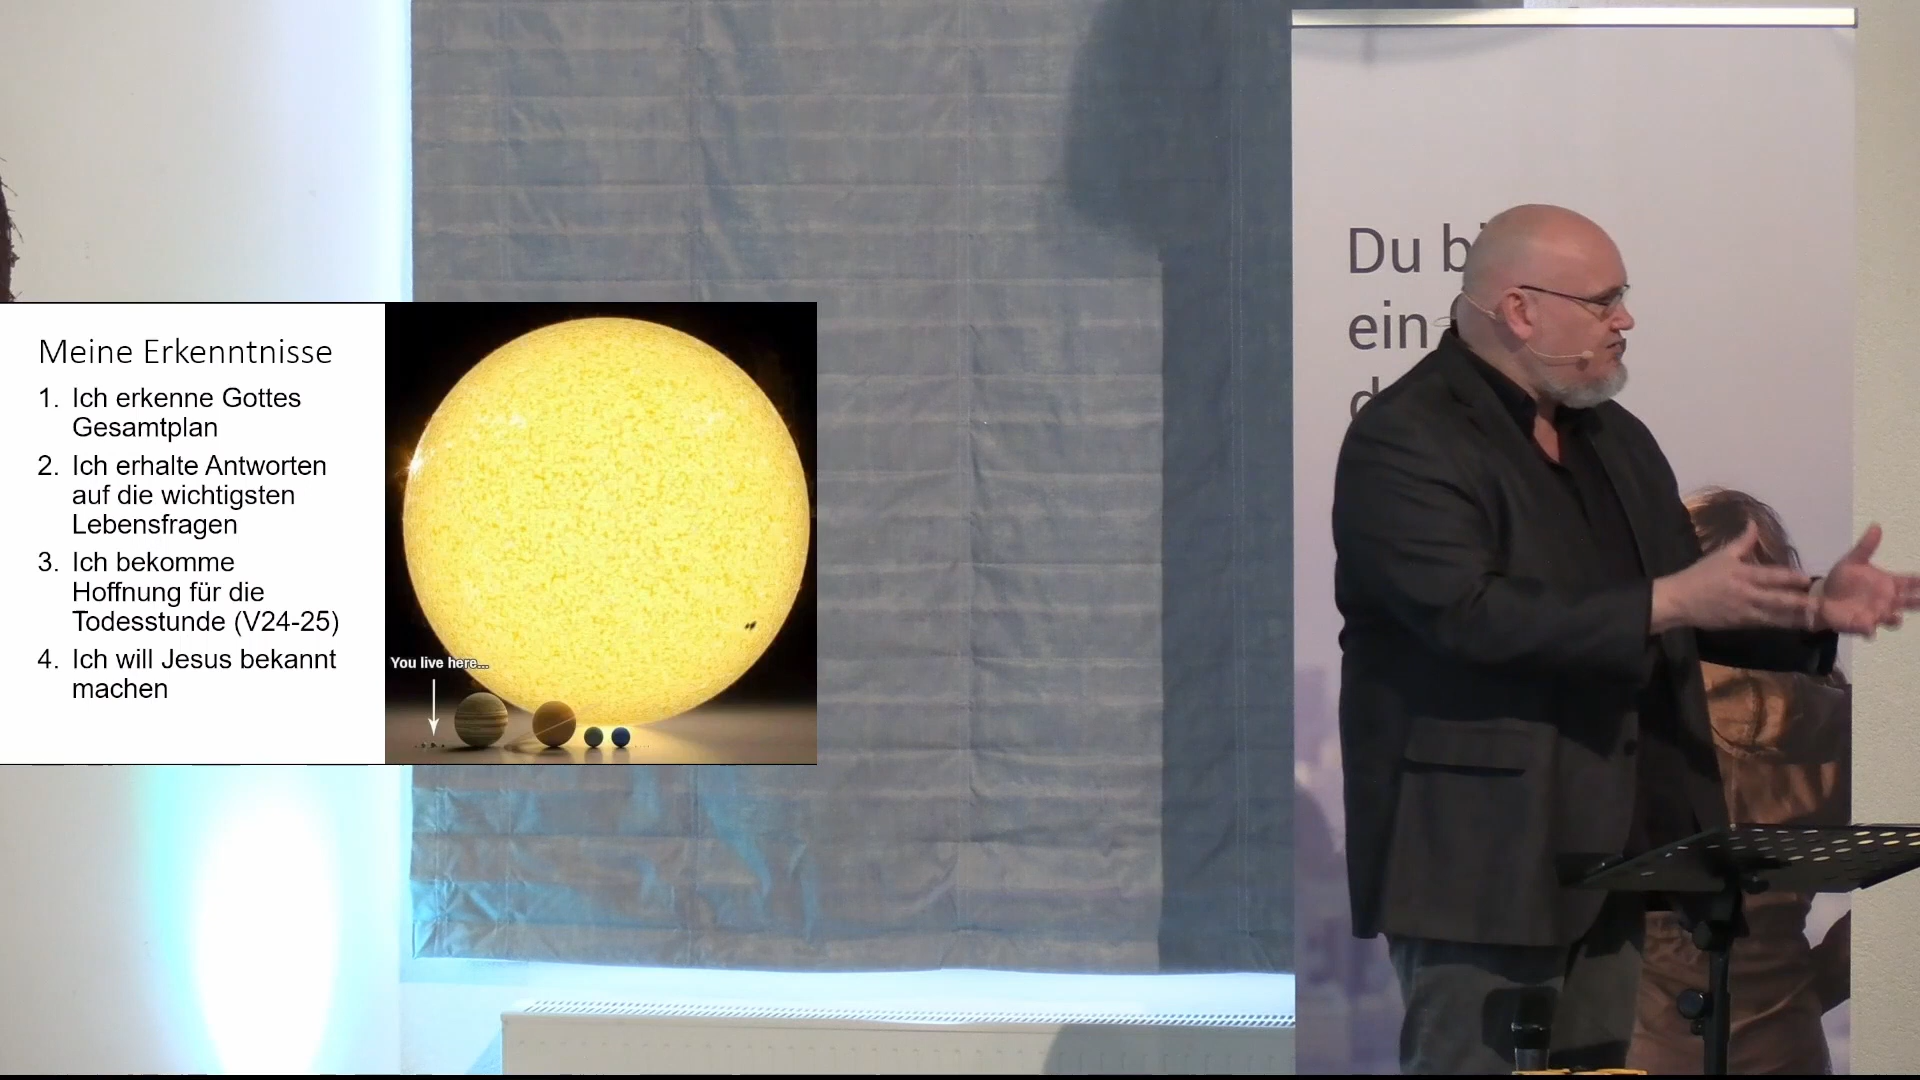 Meine Erkenntnisse
1. Ich erkenne Gottes
Gesamtplan
2. Ich erhalte Antworten
auf die wichtigsten
Lebensfragen
3. Ich bekomme
Hoffnung für die
Todesstunde (V24-25)
4. Ich will Jesus bekannt
machen
You live here...
Du
ein